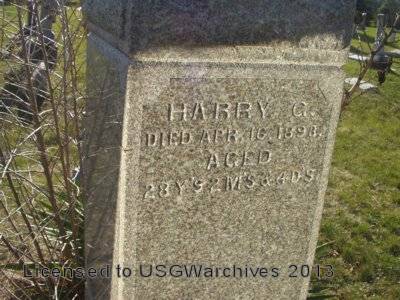 HARRY G.
DIED APR. 16. 1898.
AGED
28Y'S 2M'S & 4D'S
Licensed to USGWarchives 2013